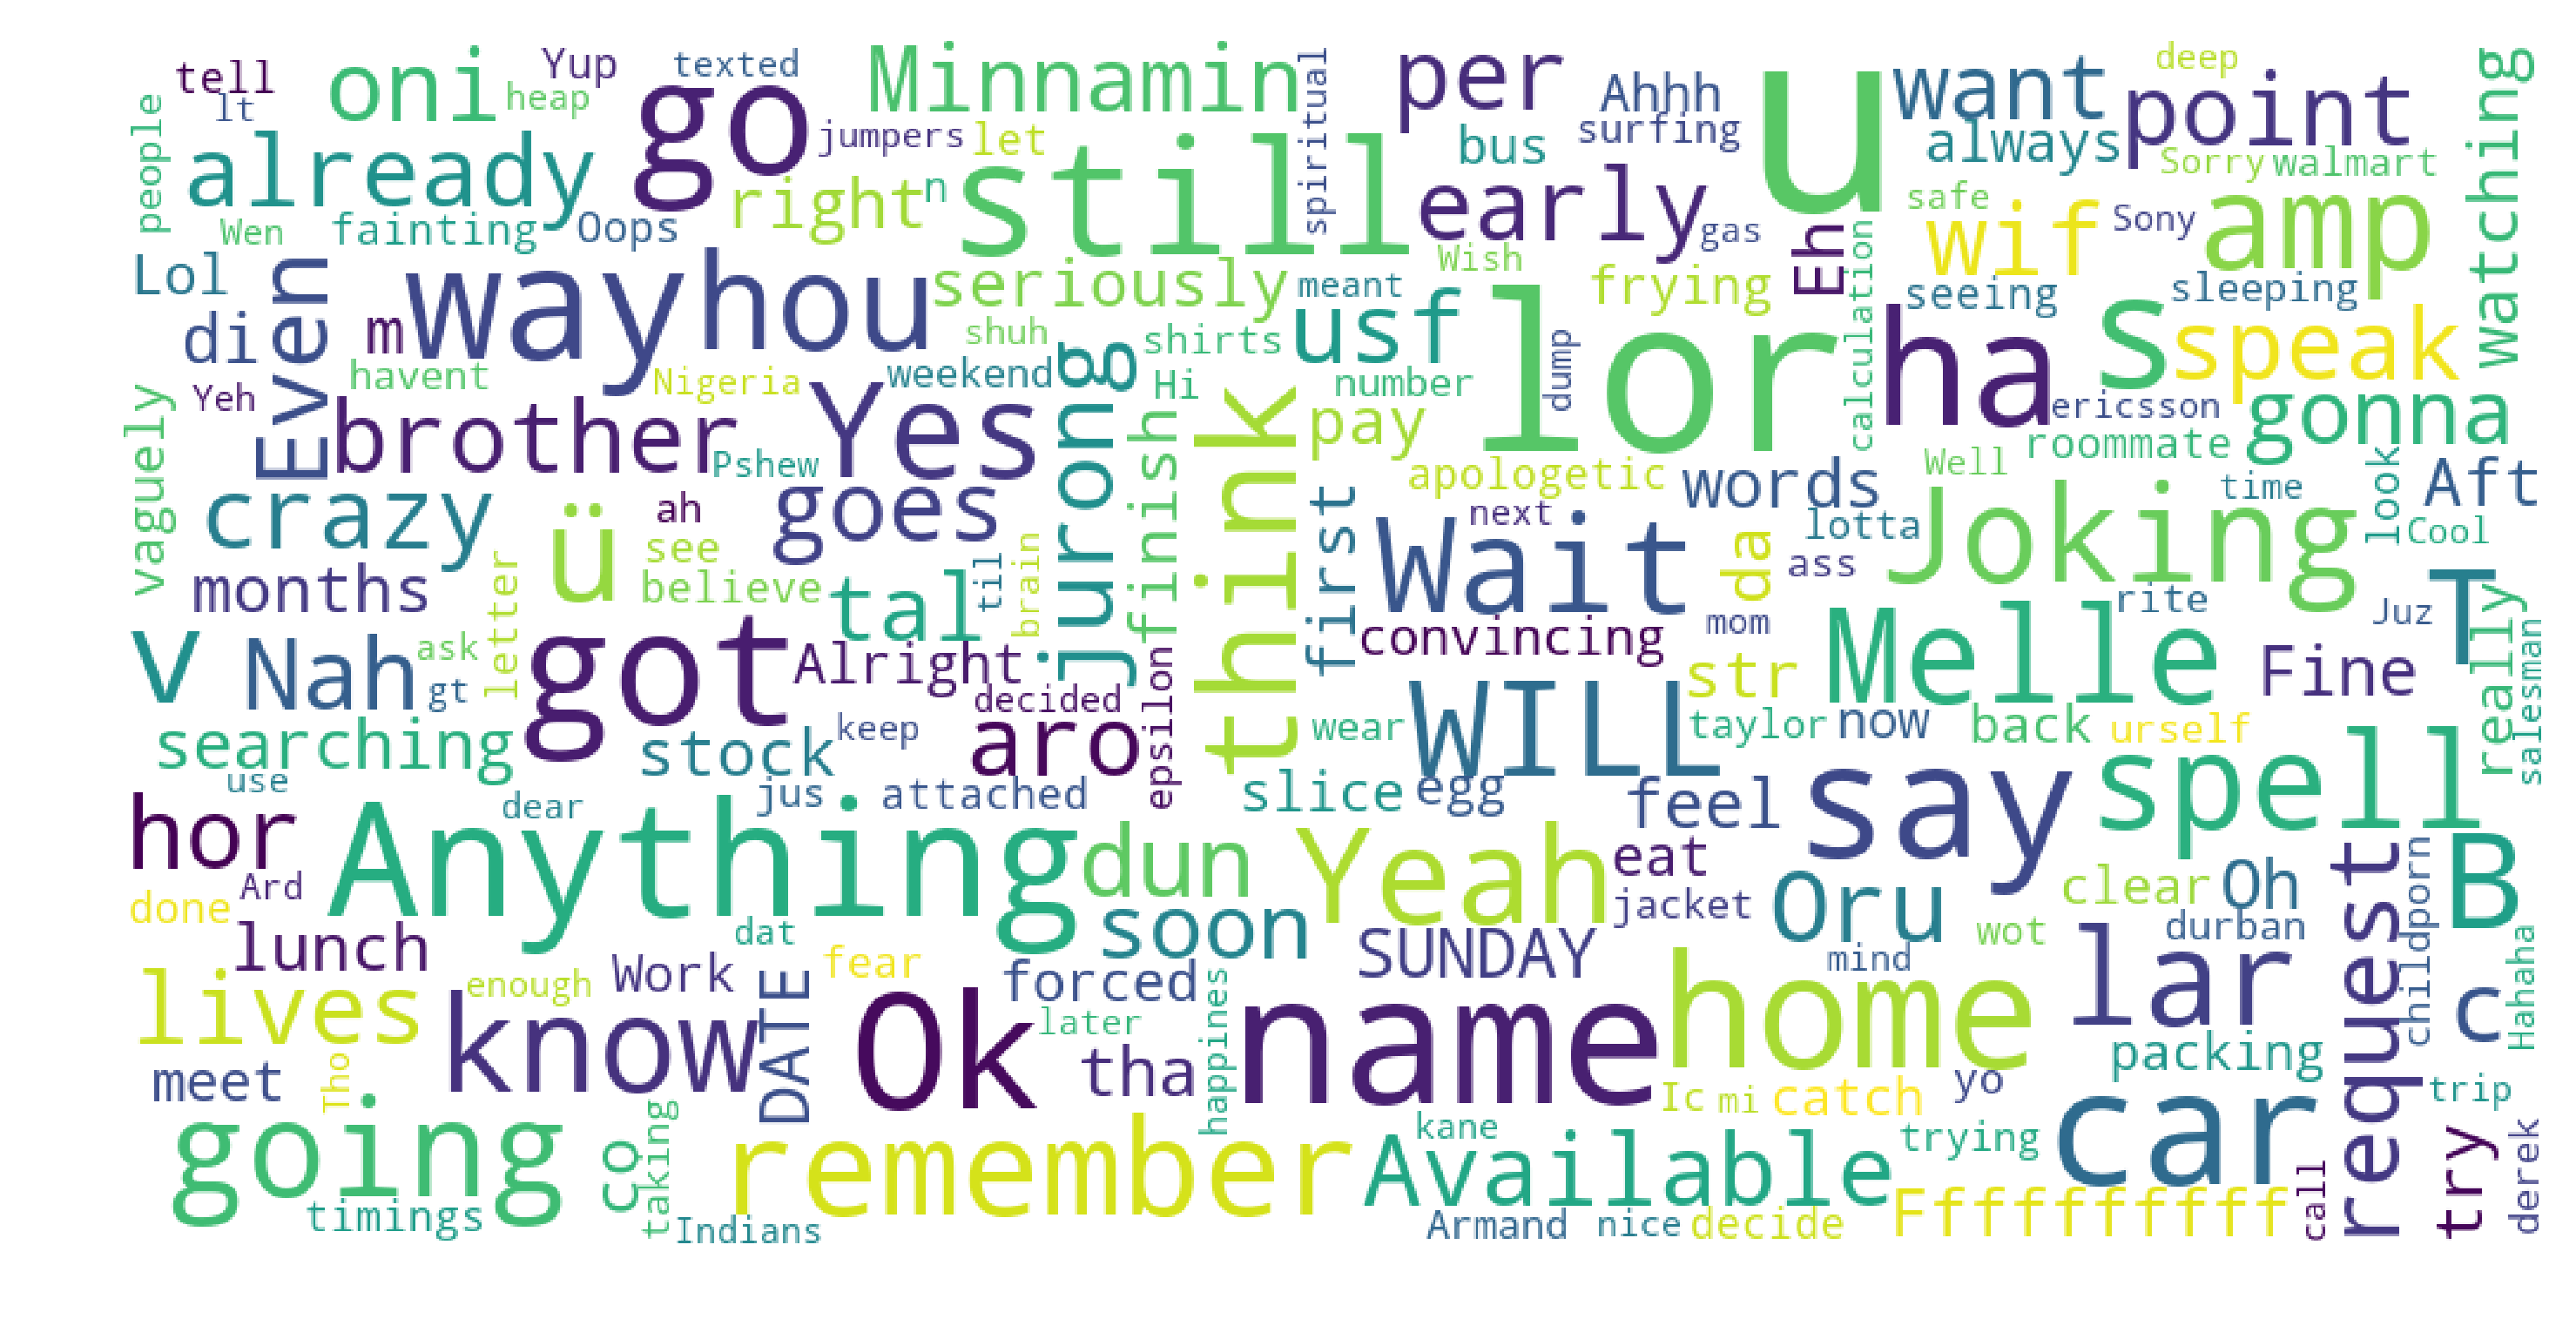 tell
lt
oni
heap
Yup
texted
go
jumpers
Minnamin
let
spiritual
per
Ahhh
surfing
bus
u
want
always
deep
point
Sorry
walmart
watching
people
already
Wen
fainting
Oops
right
n
still
early
gas
safe
wif
Sony
amp
Lol
Even
way
hou
seriously
Wish
meant
frying
Eh
calculation
seeing
sleeping
di
m
havent
shuh
shirts
usf
number
lor
dump
ha
s
speak
Yeh
Nigeria
weekend
Hi
ericsson
gonna
vaguely
brother
Pshew
Yes
jurong
finish
think
pay
apologetic
roommate
Well
look
Aft
crazy
ü
ah
see
goes
first
next
words
lotta
Joking
time
Cool
months
letter
believe
tal
til
brain
Wait
da
ass
rite
Juz
T
v
Nah
ask
gt
got
Alright
decided
epsilon
convincing
mom
str
Melle
Fine
really
salesman
searching
use
stock
keep
aro
wear
WILL
taylor
now
back
urself
hor
dear
jus
attached
slice
egg
feel
say
spell
Ard
Anything
dun
Yeah
eat
jacket
Oru
clear
Oh
request
B
done
lunch
dat
soon
SUNDAY
wot
durban
childporn
lives
enough
Work
DATE
fear
forced
happines
mind
lar
c
Hahaha
know
Ok
later
name
home
meet
Tho
tha
Ic
mi
catch
yo
packing
trip
going
timings
co
taking
Indians
remember
kane
Available
trying
car
call
try
derek
Armand
nice
decide
Ffffffffff